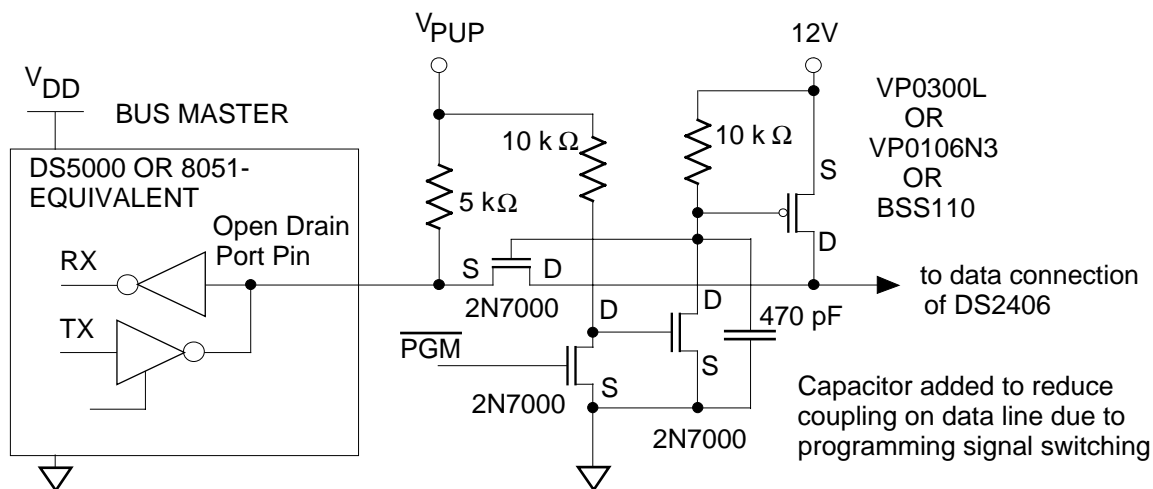 VPUP
12V
VDD
BUS MASTER
VP0300L
OR
VP0106N3
OR
BSS110
10 kΩ
10 kΩ
DS5000 OR 8051-
EQUIVALENT
5 kΩ
S
Open Drain
Port Pin
D
RX
S
D
to data connection
of DS2406
2N7000
D
D
470 pF
TX
PGM
S
S
2N7000
2N7000
Capacitor added to reduce
coupling on data line due to
programming signal switching